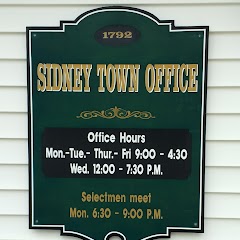 1792
SIDNEY TOWN OFFICE
Office Hours
Mon.-Tue.- Thur.- Fri 9:00 - 4:30
Wed. 12:00 - 7:30 P.M.
Selectmen meet
Mon. 6:30 - 9:00 P.M.